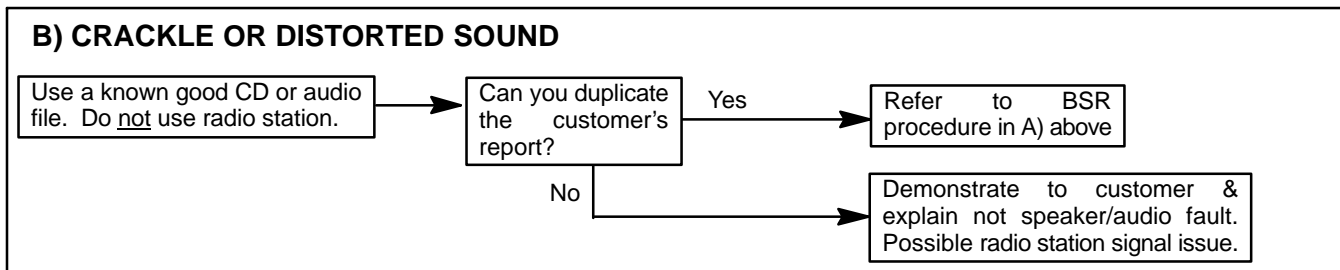 B) CRACKLE OR DISTORTED SOUND
Use a known good CD or audio
file. Do not use radio station.
Can you duplicate
the customer's
report?
Yes
Refer to BSR
procedure in A) above
No
Demonstrate to customer &
explain not speaker/audio fault.
Possible radio station signal issue.